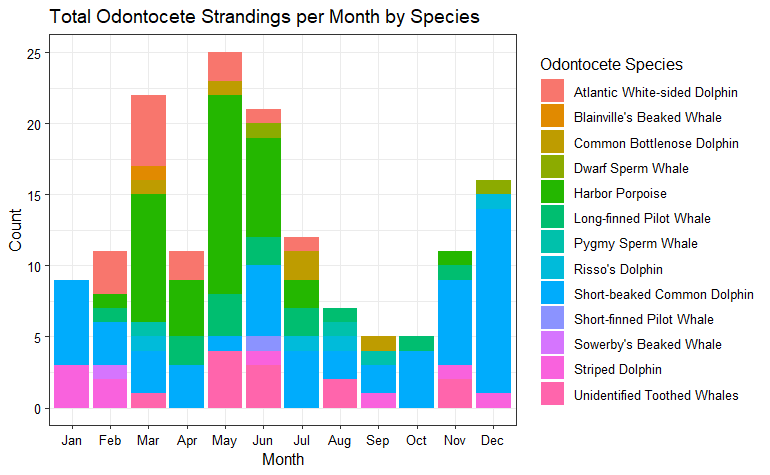 Total Odontocete Strandings per Month by Species
25
20
15
10
5
0
Count
Jan Feb Mar Apr May Jun Jul Aug Sep Oct Nov Dec
Month
Odontocete Species
Atlantic White-sided Dolphin
Blainville's Beaked Whale
Common Bottlenose Dolphin
Dwarf Sperm Whale
Harbor Porpoise
Long-finned Pilot Whale
Pygmy Sperm Whale
Risso's Dolphin
Short-beaked Common Dolphin
Short-finned Pilot Whale
Sowerby's Beaked Whale
Striped Dolphin
Unidentified Toothed Whales